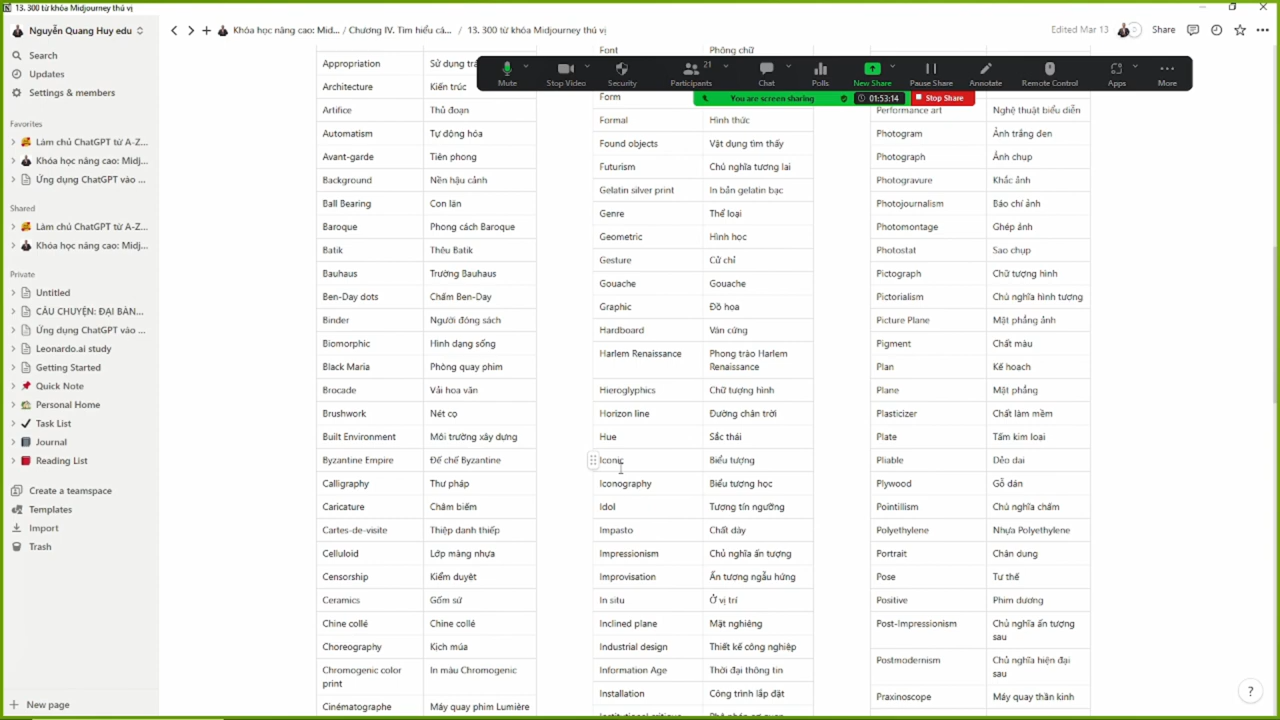 13. 300 từ khóa Midjourney thú vị
Nguyễn Quang Huy edu
Search
Updates
Settings & members
Favorites
Làm chủ ChatGPT từ A-Z...
Khóa học nâng cao: Midj...
Ứng dụng ChatGPT vào ...
Shared
Làm chủ ChatGPT từ A-Z...
Khóa học nâng cao: Midj...
Private
Untitled
CÂU CHUYỆN: ĐẠI BÀN...
Ứng dụng ChatGPT vào ...
Leonardo.ai study
Getting Started
Quick Note
Personal Home
Task List
Journal
Reading List
Create a teamspace
Templates
Import
Trash
New page
Khóa học nâng cao: Mid... / Chương IV. Tìm hiểu cá... / 13. 300 từ khóa Midjourney thú vị
Edited Mar 13
Share
Mute
Stop Video
Security
Participants
21
Chat
Polls
New Share
Pause Share
Annotate
Remote Control
Apps
More
You are screen sharing
01:53:14
Stop Share
Appropriation Sử dụng
Architecture Kiến trúc
Artifice Thủ đoạn
Automatism Tự động hóa
Avant-garde Tiên phong
Background Nền hậu cảnh
Ball Bearing Con lăn
Baroque Phong cách Baroque
Batik Thêu Batik
Bauhaus Trường Bauhaus
Ben-Day dots Chấm Ben-Day
Binder Người đóng sách
Biomorphic Hình dạng sống
Black Maria Phòng quay phim
Brocade Vải hoa văn
Brushwork Nét cọ
Built Environment Môi trường xây dựng
Byzantine Empire Đế chế Byzantine
Calligraphy Thư pháp
Caricature Châm biếm
Cartes-de-visite Thiệp danh thiếp
Celluloid Lớp màng nhựa
Censorship Kiểm duyệt
Ceramics Gốm sứ
Chine collé Chine collé
Choreography Kịch múa
Chromogenic color print In màu Chromogenic
Cinématographe Máy quay phim Lumière
Font Phông chữ
Form
Formal Hình thức
Found objects Vật dụng tìm thấy
Futurism Chủ nghĩa tương lai
Gelatin silver print In bản gelatin bạc
Genre Thể loại
Geometric Hình học
Gesture Cử chỉ
Gouache Gouache
Graphic Đồ họa
Hardboard Ván cứng
Harlem Renaissance Phong trào Harlem
Renaissance
Hieroglyphics Chữ tượng hình
Horizon line Đường chân trời
Hue Sắc thái
Iconic Biểu tượng
Iconography Biểu tượng học
Idol Tượng tín ngưỡng
Impasto Chất dày
Impressionism Chủ nghĩa ấn tượng
Improvisation Ấn tượng ngẫu hứng
In situ Ở vị trí
Inclined plane Mặt nghiêng
Industrial design Thiết kế công nghiệp
Information Age Thời đại thông tin
Installation Công trình lắp đặt
Performance art Nghệ thuật biểu diễn
Photogram Ảnh trắng đen
Photograph Ảnh chụp
Photogravure Khắc ảnh
Photojournalism Báo chí ảnh
Photomontage Ghép ảnh
Photostat Sao chụp
Pictograph Chữ tượng hình
Pictorialism Chủ nghĩa hình tượng
Picture Plane Mặt phẳng ảnh
Pigment Chất màu
Plan Kế hoạch
Plane Mặt phẳng
Plasticizer Chất làm mềm
Plate Tấm kim loại
Pliable Dẻo dai
Plywood Gỗ dán
Pointillism Chủ nghĩa chấm
Polyethylene Nhựa Polyethylene
Portrait Chân dung
Pose Tư thế
Positive Phim dương
Post-Impressionism Chủ nghĩa ấn tượng
sau
Postmodernism Chủ nghĩa hiện đại
sau
Praxinoscope Máy quay thần kinh
?